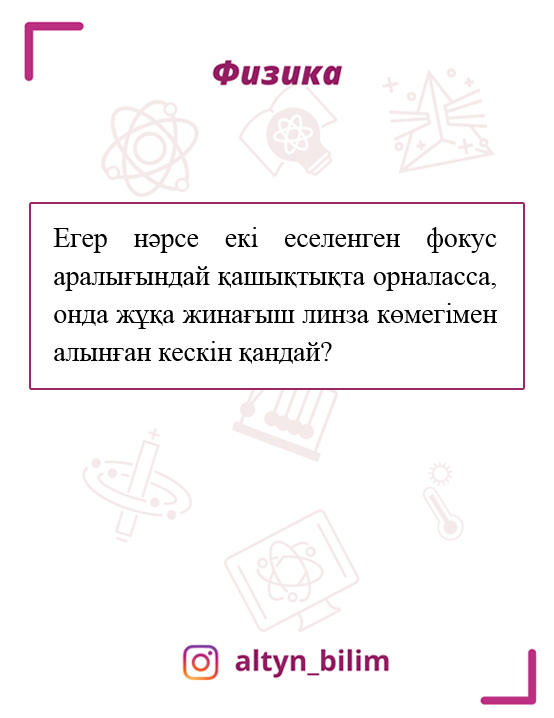 Физика
Егер нәрсе екі еселенген фокус
аралығындай қашықтықта орналасса,
онда жұқа жинағыш линза көмегімен
алынған кескін қандай?
altyn_bilim